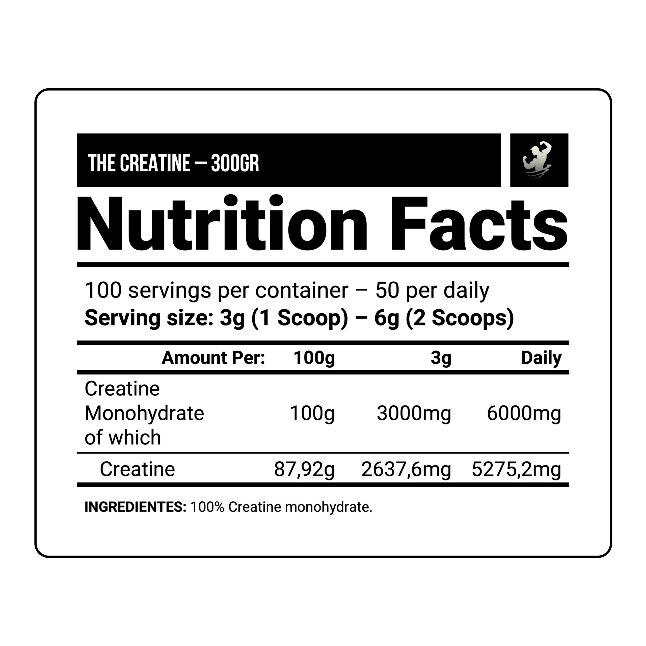 THE CREATINE – 300GR
Nutrition Facts
100 servings per container – 50 per daily
Serving size: 3g (1 Scoop) – 6g (2 Scoops)
Amount Per: 100g 3g Daily
Creatine
Monohydrate 100g 3000mg 6000mg
of which
Creatine 87,92g 2637,6mg 5275,2mg
INGREDIENTES: 100% Creatine monohydrate.